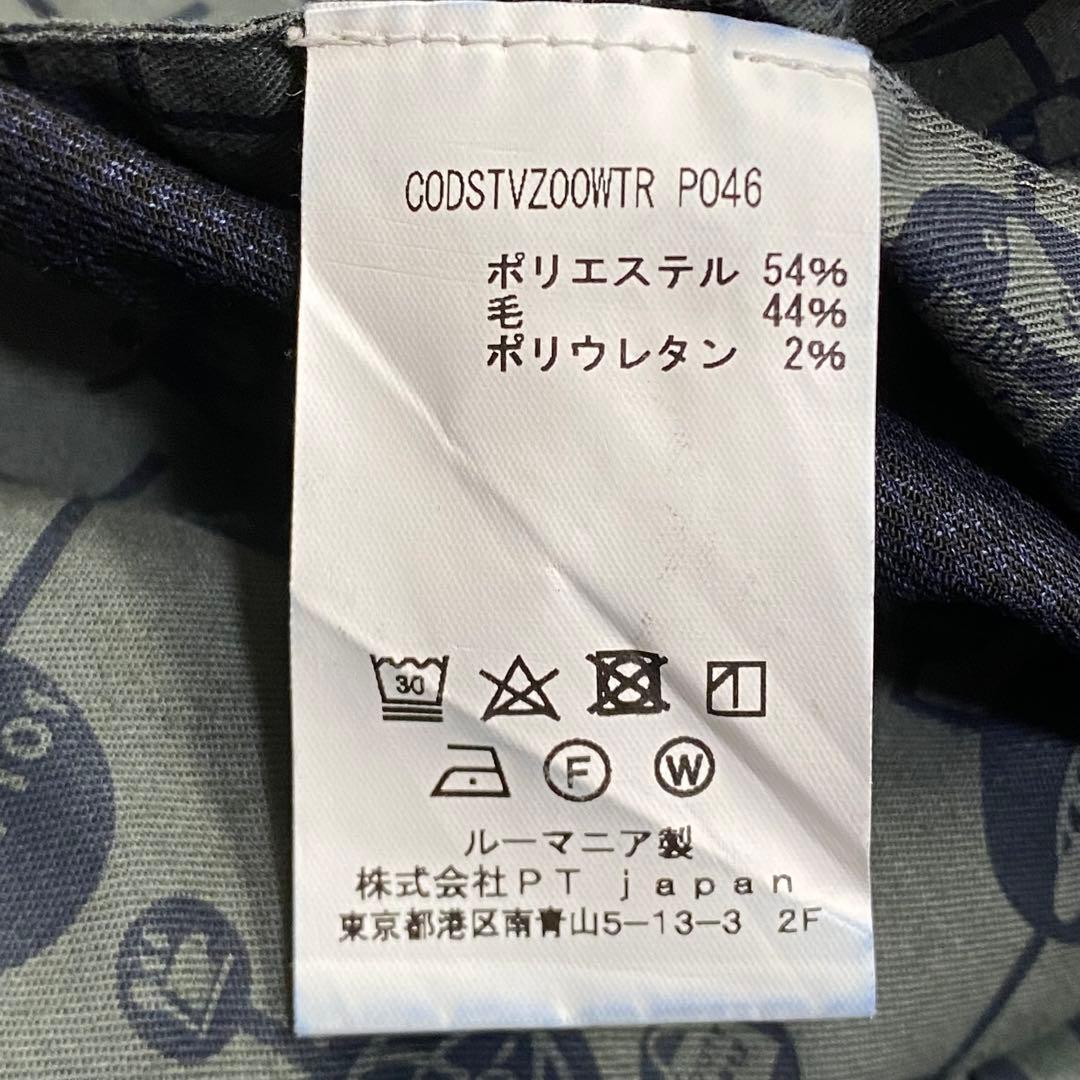 CODSTVZ00WTR PO46
ポリエステル 54%
毛 44%
ポリウレタン 2%
30
F
W
ルーマニア製
株式会社PT japan
東京都港区南青山5-13-3 2F